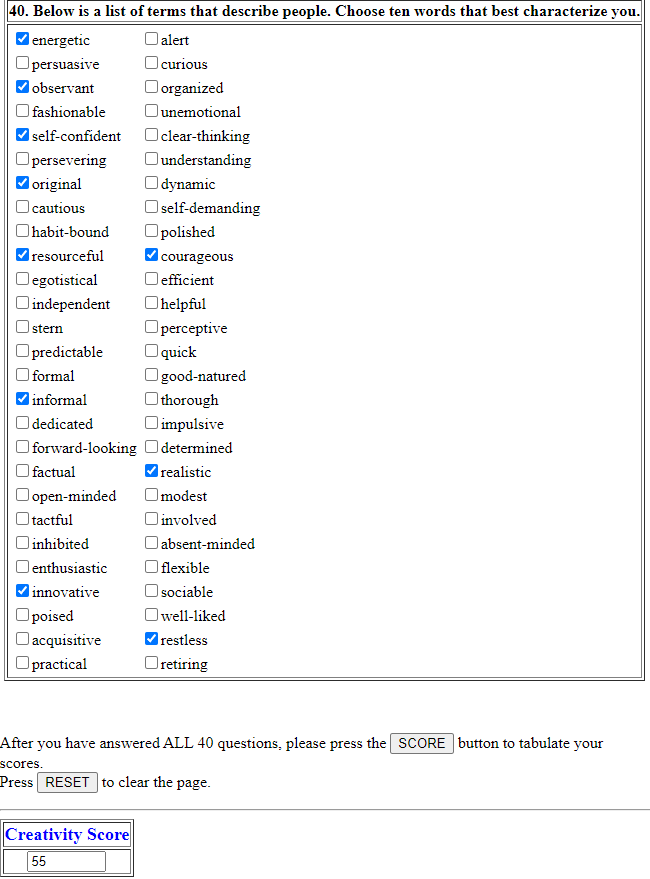 40. Below is a list of terms that describe people. Choose ten words that best characterize you.
energetic alert
persuasive curious
observant organized
fashionable unemotional
self-confident clear-thinking
persevering understanding
original dynamic
cautious self-demanding
habit-bound polished
resourceful courageous
egotistical efficient
independent helpful
stern perceptive
predictable quick
formal good-natured
informal thorough
dedicated impulsive
forward-looking determined
factual realistic
open-minded modest
tactful involved
inhibited absent-minded
enthusiastic flexible
innovative sociable
poised well-liked
acquisitive restless
practical retiring
After you have answered ALL 40 questions, please press the SCORE button to tabulate your
scores.
Press RESET to clear the page.
Creativity Score
55